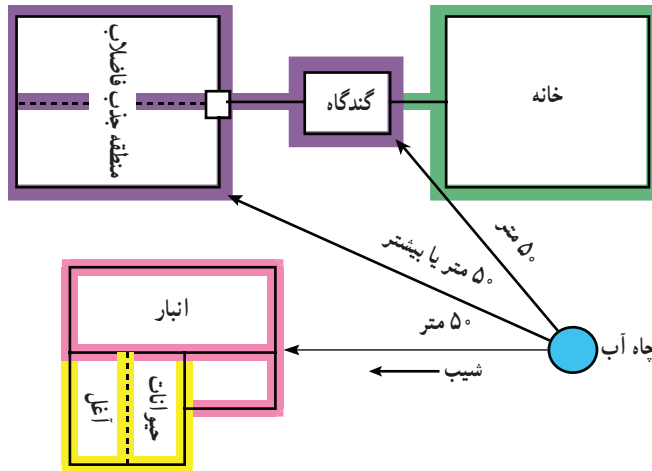 خانه
گندگاه
منطقه جذب فاضلاب
۵۰ متر
۵۰ متر یا بیشتر
۵۰ متر
چاه آب
شیب
انبار
حیوانات
آغل